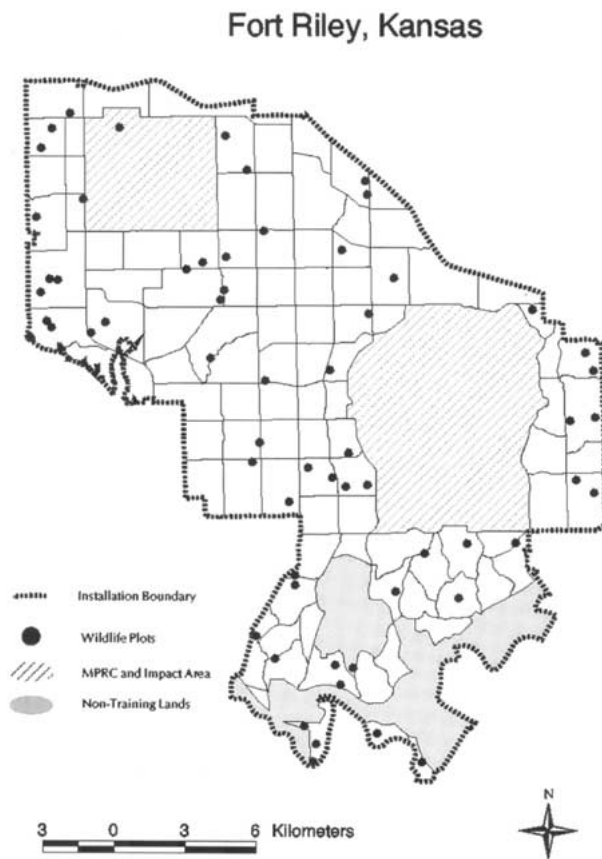 Fort Riley, Kansas
Installation Boundary
Wildlife Plots
MPRC and Impact Area
Non-Training Lands
N
3 0 3 6 Kilometers